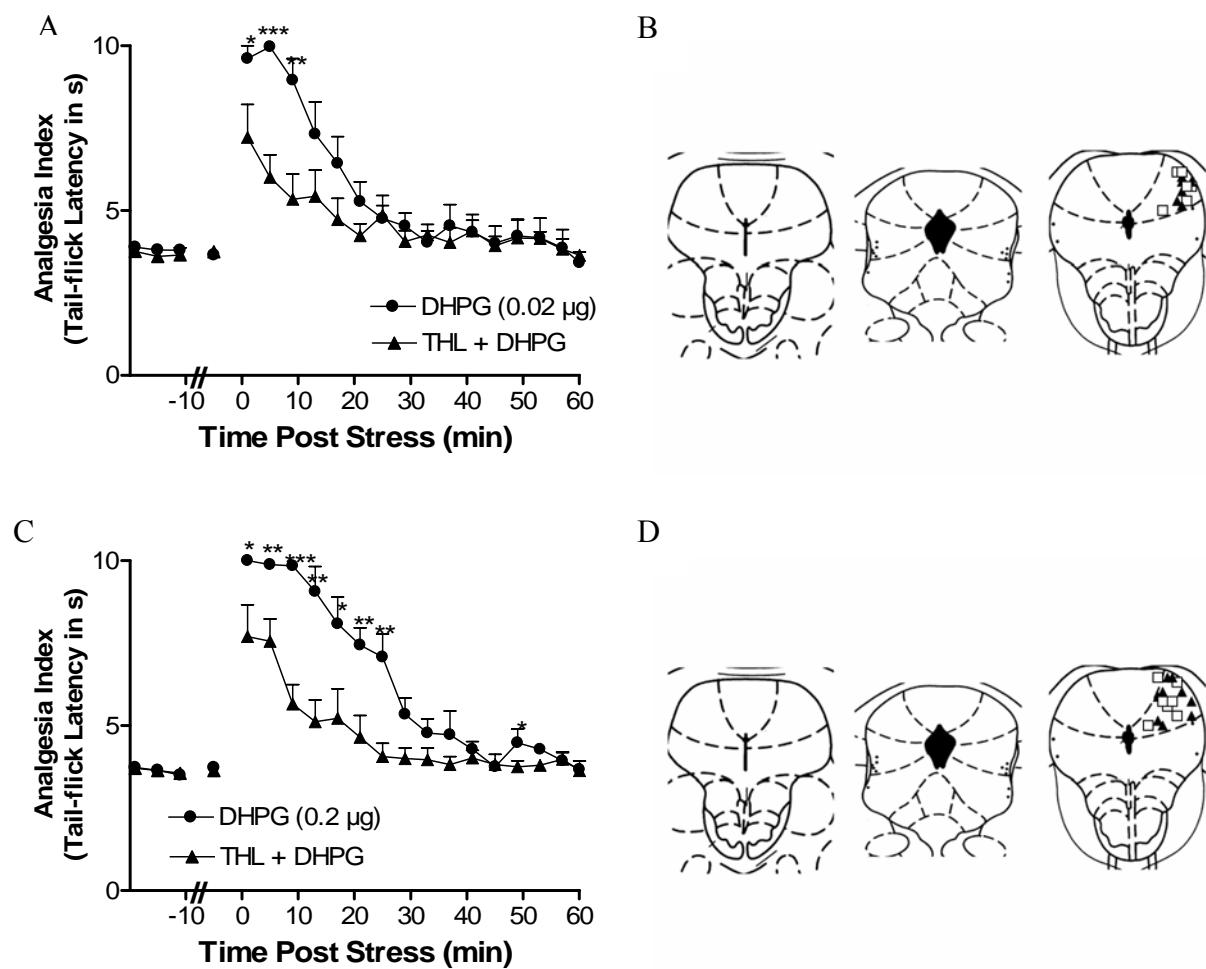 A
B
* *** **
10
5
0
Analgesia Index
(Tail-flick Latency in s)
DHPG (0.02 µg)
THL + DHPG
-10 0 10 20 30 40 50 60
Time Post Stress (min)
C
D
* ** *** ** * ** ** *
10
5
0
Analgesia Index
(Tail-flick Latency in s)
DHPG (0.2 µg)
THL + DHPG
-10 0 10 20 30 40 50 60
Time Post Stress (min)